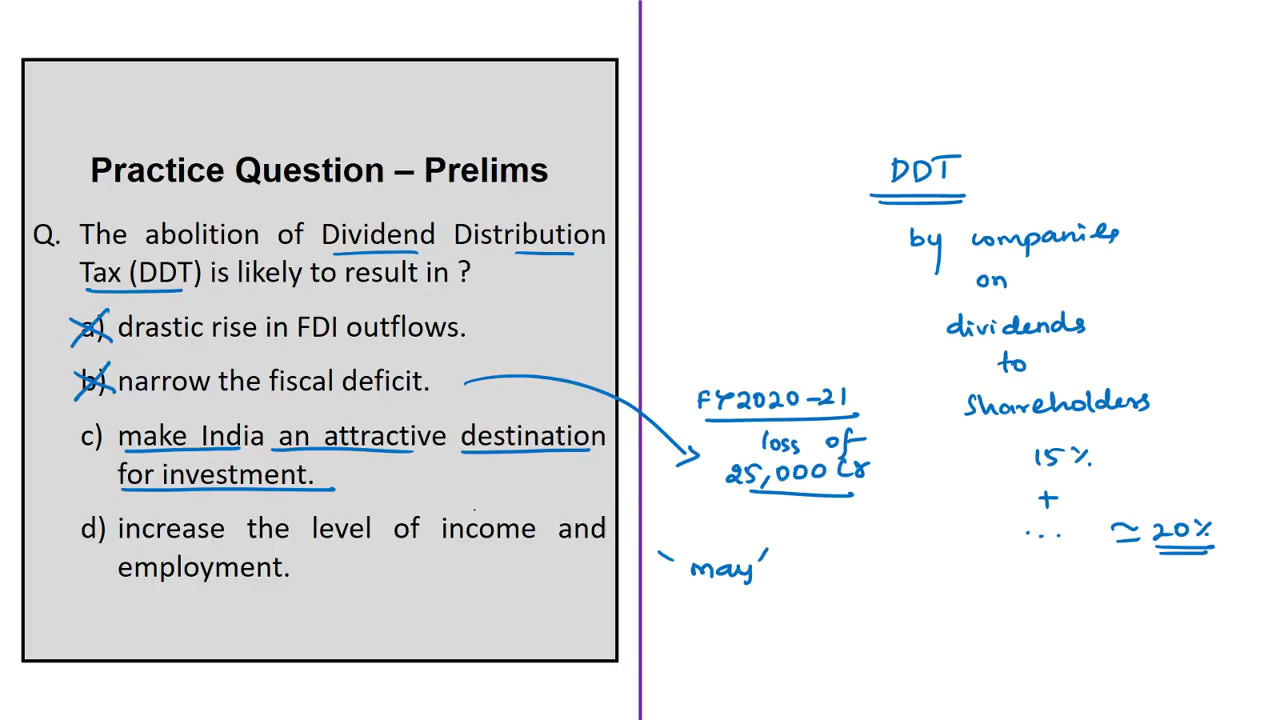 Practice Question – Prelims
Q. The abolition of Dividend Distribution
Tax (DDT) is likely to result in ?
a) drastic rise in FDI outflows.
b) narrow the fiscal deficit.
c) make India an attractive destination
for investment.
d) increase the level of income and
employment.
DDT
by companies
on
dividends
to
shareholders
15%
+
... ≃ 20%
FY2020-21
loss of
25,000 Cr
'may'